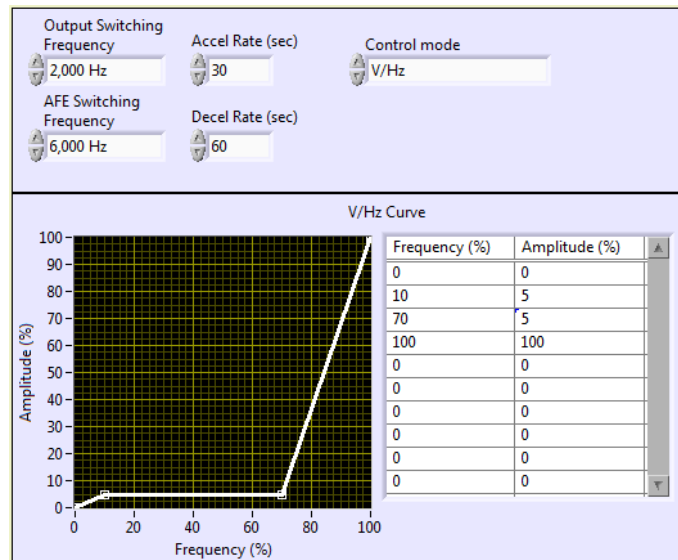 Output Switching
Frequency
2,000 Hz
Accel Rate (sec)
30
Control mode
V/Hz
AFE Switching
Frequency
6,000 Hz
Decel Rate (sec)
60
V/Hz Curve
100
90
80
70
60
50
40
30
20
10
0
Amplitude (%)
0 20 40 60 80 100
Frequency (%)
Frequency (%) Amplitude (%)
0 0
10 5
70 5
100 100
0 0
0 0
0 0
0 0
0 0
0 0